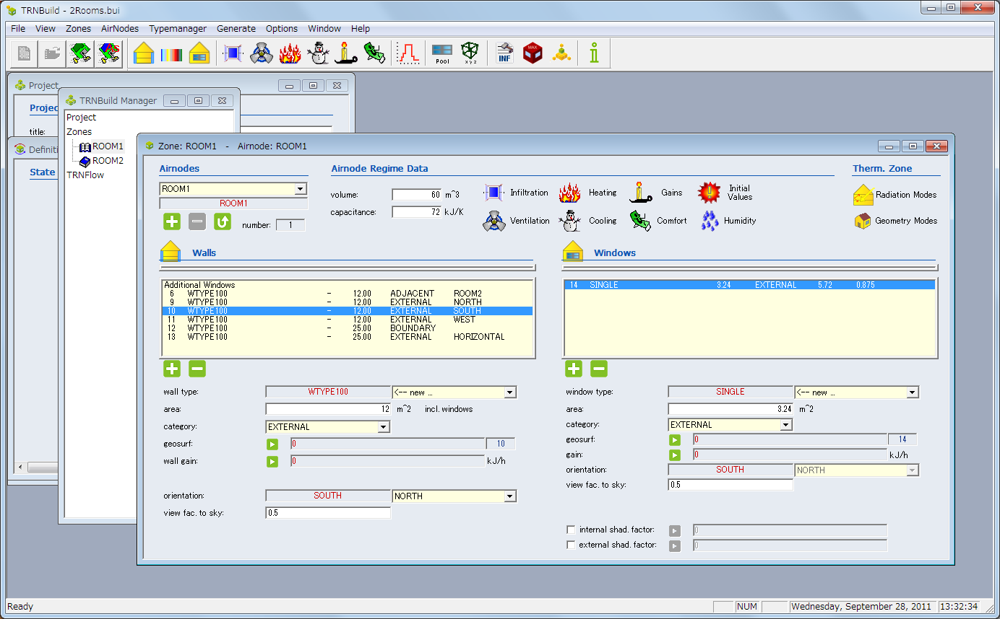 TRNBuild - 2Rooms.bui
File View Zones AirNodes Typemanager Generate Options Window Help
Pool
xyz
INF
MAX
i
Project
TRNBuild Manager
Projec
title:
Definiti
State
Project
Zones
ROOM1
ROOM2
TRNFlow
Zone: ROOM1 - Airnode: ROOM1
Airnodes
Airnode Regime Data
Therm. Zone
ROOM1
ROOM1
number: 1
volume: 60 m^3
capacitance: 72 kJ/K
Infiltration Heating Gains Initial Values
Ventilation Cooling Comfort Humidity
Radiation Modes
Geometry Modes
Walls
Additional Windows
6 WTYPE100 - 12.00 ADJACENT ROOM2
9 WTYPE100 - 12.00 EXTERNAL NORTH
10 WTYPE100 - 12.00 EXTERNAL SOUTH
11 WTYPE100 - 12.00 EXTERNAL WEST
12 WTYPE100 - 25.00 BOUNDARY
13 WTYPE100 - 25.00 EXTERNAL HORIZONTAL
wall type: WTYPE100 <-- new ...
area: 12 m^2 incl. windows
category: EXTERNAL
geosurf: 0 10
wall gain: 0 kJ/h
orientation: SOUTH NORTH
view fac. to sky: 0.5
Windows
14 SINGLE 3.24 EXTERNAL 5.72 0.875
window type: SINGLE <-- new ...
area: 3.24 m^2
category: EXTERNAL
geosurf: 0 14
gain: 0 kJ/h
orientation: SOUTH NORTH
view fac. to sky: 0.5
internal shad. factor: 0
external shad. factor: 0
Ready
NUM
Wednesday, September 28, 2011 13:32:34